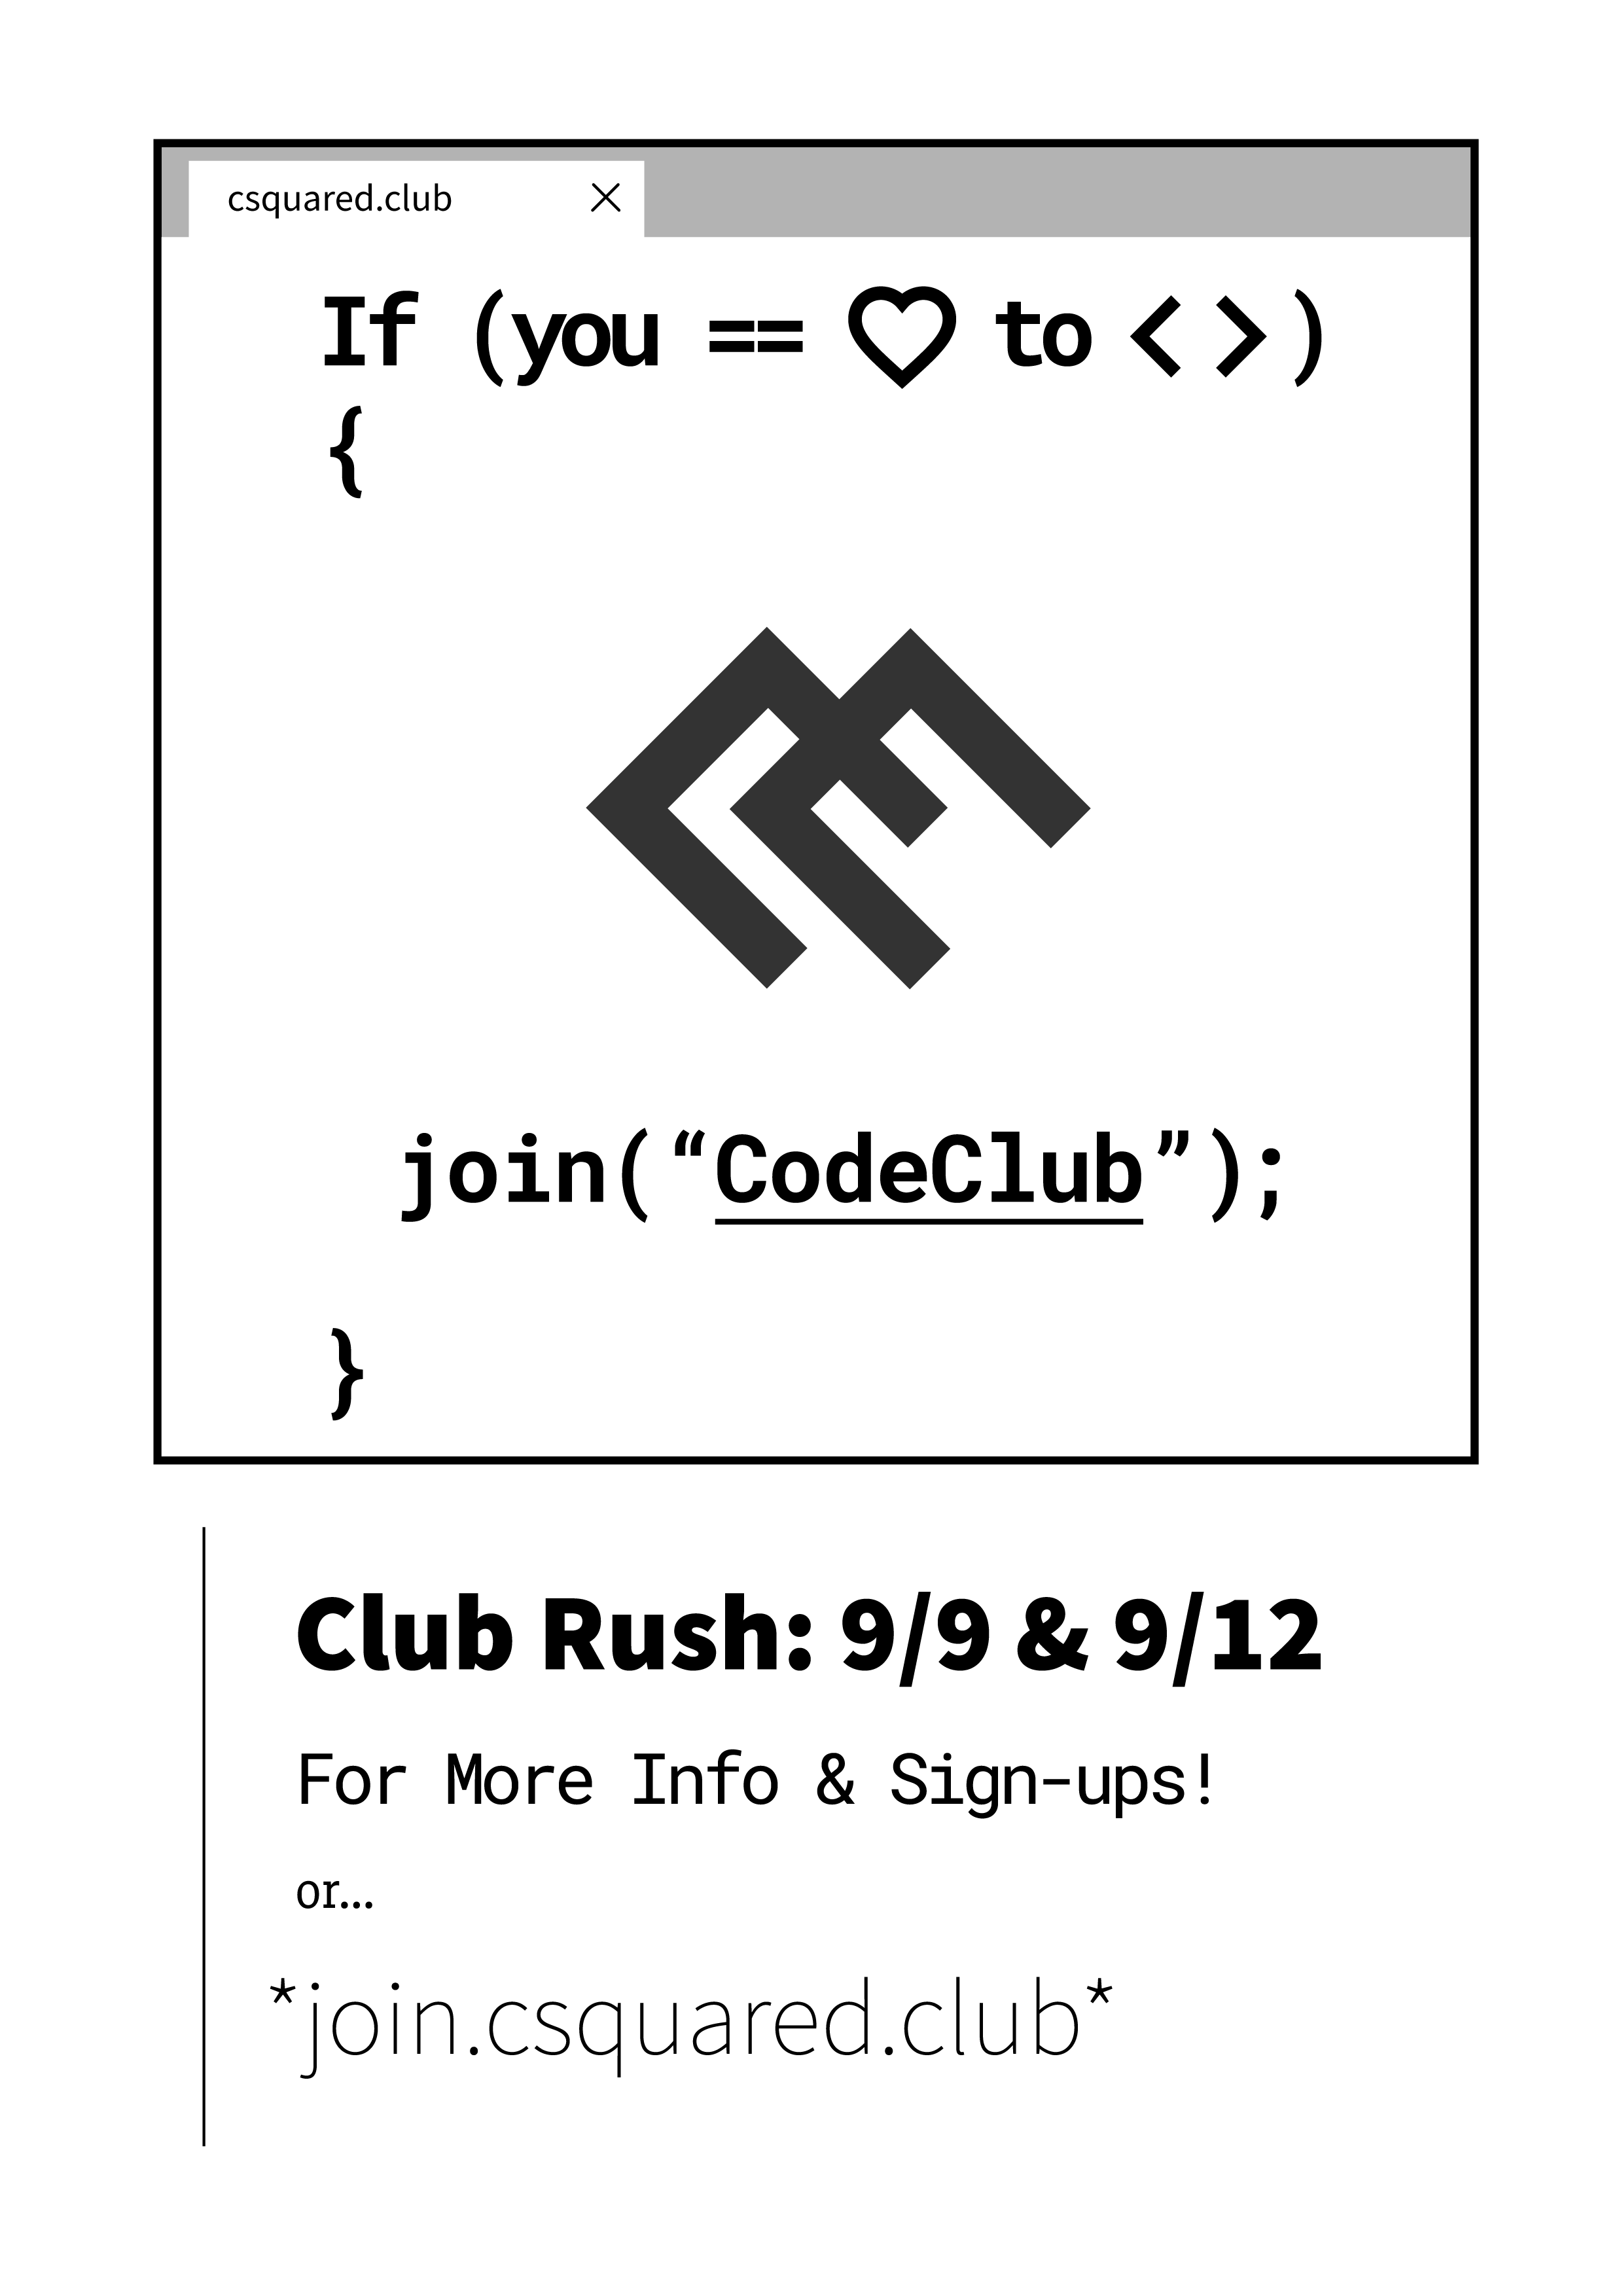 csquared.club
If (you == ♡ to < >)
{
join(“CodeClub”);
}
Club Rush: 9/9 & 9/12
For More Info & Sign-ups!
or...
*join.csquared.club*